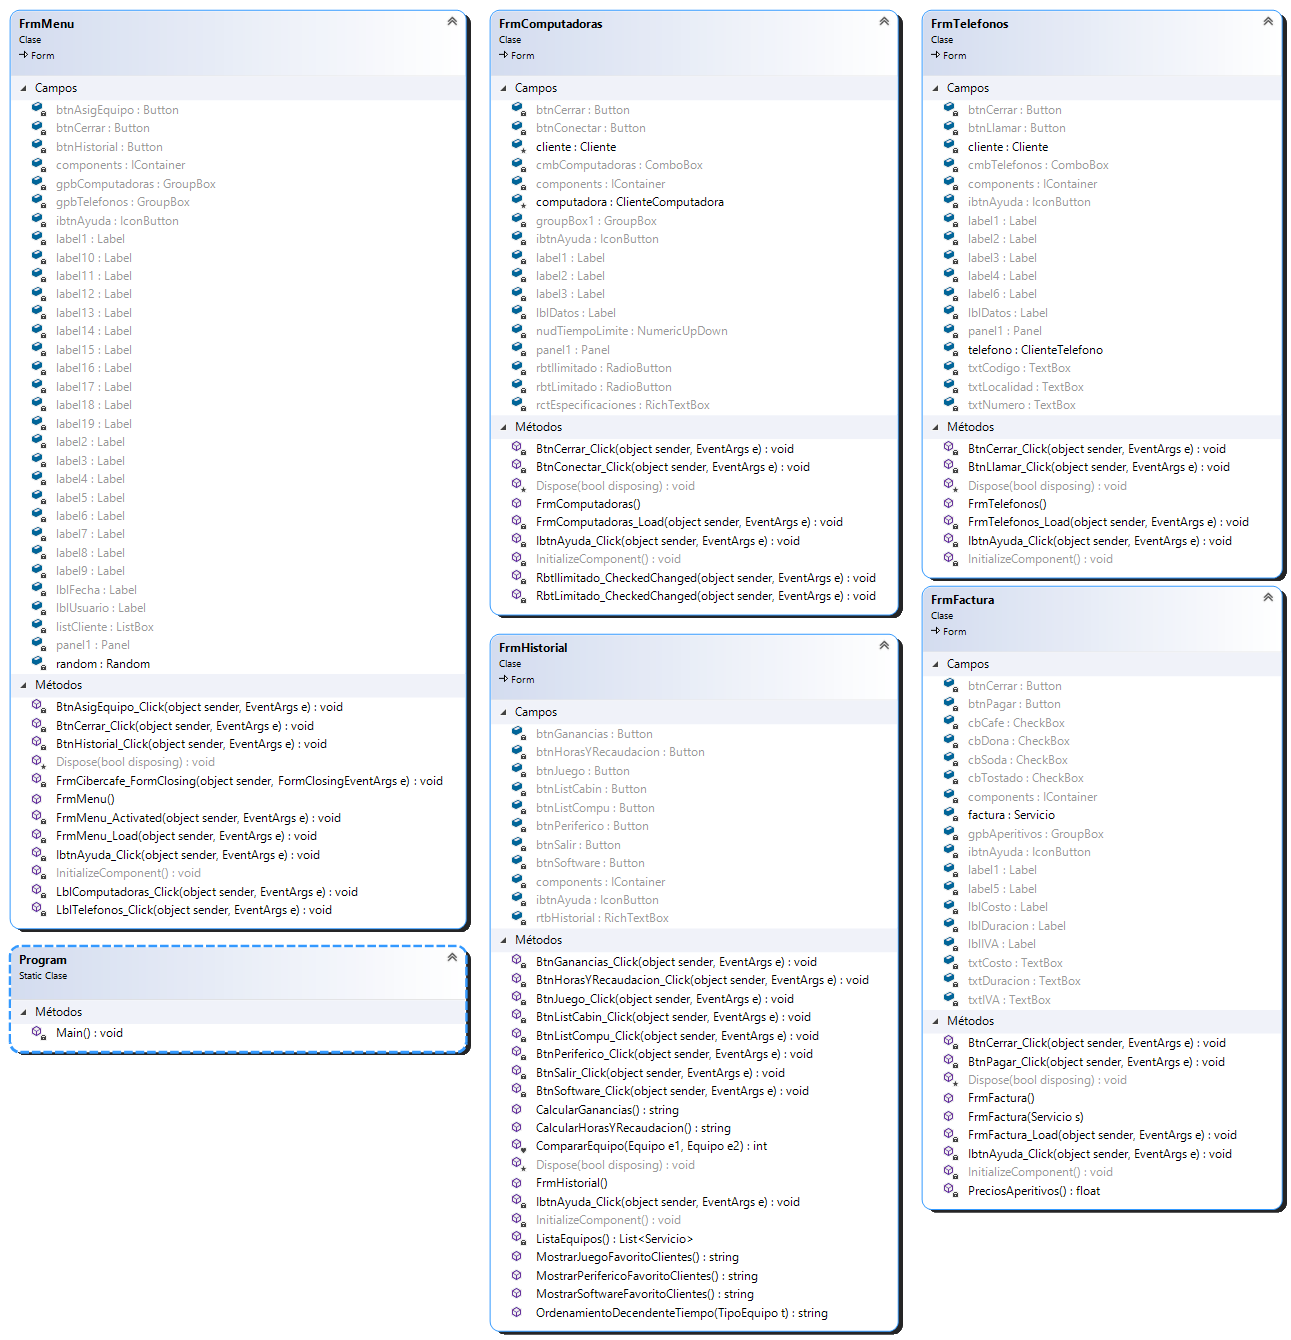 FrmMenu
Clase
Form
Campos
btnAsigEquipo : Button
btnCerrar : Button
btnHistorial : Button
components : IContainer
gpbComputadoras : GroupBox
gpbTelefonos : GroupBox
ibtnAyuda : IconButton
label1 : Label
label10 : Label
label11 : Label
label12 : Label
label13 : Label
label14 : Label
label15 : Label
label16 : Label
label17 : Label
label18 : Label
label19 : Label
label2 : Label
label3 : Label
label4 : Label
label5 : Label
label6 : Label
label7 : Label
label8 : Label
label9 : Label
lblFecha : Label
lblUsuario : Label
listCliente : ListBox
panel1 : Panel
random : Random
Métodos
BtnAsigEquipo_Click(object sender, EventArgs e) : void
BtnCerrar_Click(object sender, EventArgs e) : void
BtnHistorial_Click(object sender, EventArgs e) : void
Dispose(bool disposing) : void
FrmCibercafe_FormClosing(object sender, FormClosingEventArgs e) : void
FrmMenu()
FrmMenu_Activated(object sender, EventArgs e) : void
FrmMenu_Load(object sender, EventArgs e) : void
IbtnAyuda_Click(object sender, EventArgs e) : void
InitializeComponent() : void
LblComputadoras_Click(object sender, EventArgs e) : void
LblTelefonos_Click(object sender, EventArgs e) : void
Program
Static Clase
Métodos
Main() : void
FrmComputadoras
Clase
Form
Campos
btnCerrar : Button
btnConectar : Button
cliente : Cliente
cmbComputadoras : ComboBox
components : IContainer
computadora : ClienteComputadora
groupBox1 : GroupBox
ibtnAyuda : IconButton
label1 : Label
label2 : Label
label3 : Label
lblDatos : Label
nudTiempoLimite : NumericUpDown
panel1 : Panel
rbtIlimitado : RadioButton
rbtLimitado : RadioButton
rctEspecificaciones : RichTextBox
Métodos
BtnCerrar_Click(object sender, EventArgs e) : void
BtnConectar_Click(object sender, EventArgs e) : void
Dispose(bool disposing) : void
FrmComputadoras()
FrmComputadoras_Load(object sender, EventArgs e) : void
IbtnAyuda_Click(object sender, EventArgs e) : void
InitializeComponent() : void
RbtIlimitado_CheckedChanged(object sender, EventArgs e) : void
RbtLimitado_CheckedChanged(object sender, EventArgs e) : void
FrmHistorial
Clase
Form
Campos
btnGanancias : Button
btnHorasYRecaudacion : Button
btnJuego : Button
btnListCabin : Button
btnListCompu : Button
btnPeriferico : Button
btnSalir : Button
btnSoftware : Button
components : IContainer
ibtnAyuda : IconButton
rtbHistorial : RichTextBox
Métodos
BtnGanancias_Click(object sender, EventArgs e) : void
BtnHorasYRecaudacion_Click(object sender, EventArgs e) : void
BtnJuego_Click(object sender, EventArgs e) : void
BtnListCabin_Click(object sender, EventArgs e) : void
BtnListCompu_Click(object sender, EventArgs e) : void
BtnPeriferico_Click(object sender, EventArgs e) : void
BtnSalir_Click(object sender, EventArgs e) : void
BtnSoftware_Click(object sender, EventArgs e) : void
CalcularGanancias() : string
CalcularHorasYRecaudacion() : string
CompararEquipo(Equipo e1, Equipo e2) : int
Dispose(bool disposing) : void
FrmHistorial()
IbtnAyuda_Click(object sender, EventArgs e) : void
InitializeComponent() : void
ListaEquipos() : List<Servicio>
MostrarJuegoFavoritoClientes() : string
MostrarPerifericoFavoritoClientes() : string
MostrarSoftwareFavoritoClientes() : string
OrdenamientoDecendenteTiempo(TipoEquipo t) : string
FrmTelefonos
Clase
Form
Campos
btnCerrar : Button
btnLlamar : Button
cliente : Cliente
cmbTelefonos : ComboBox
components : IContainer
ibtnAyuda : IconButton
label1 : Label
label2 : Label
label3 : Label
label4 : Label
label6 : Label
lblDatos : Label
panel1 : Panel
telefono : ClienteTelefono
txtCodigo : TextBox
txtLocalidad : TextBox
txtNumero : TextBox
Métodos
BtnCerrar_Click(object sender, EventArgs e) : void
BtnLlamar_Click(object sender, EventArgs e) : void
Dispose(bool disposing) : void
FrmTelefonos()
FrmTelefonos_Load(object sender, EventArgs e) : void
IbtnAyuda_Click(object sender, EventArgs e) : void
InitializeComponent() : void
FrmFactura
Clase
Form
Campos
btnCerrar : Button
btnPagar : Button
cbCafe : CheckBox
cbDona : CheckBox
cbSoda : CheckBox
cbTostado : CheckBox
components : IContainer
factura : Servicio
gpbAperitivos : GroupBox
ibtnAyuda : IconButton
label1 : Label
label5 : Label
lblCosto : Label
lblDuracion : Label
lblIVA : Label
txtCosto : TextBox
txtDuracion : TextBox
txtIVA : TextBox
Métodos
BtnCerrar_Click(object sender, EventArgs e) : void
BtnPagar_Click(object sender, EventArgs e) : void
Dispose(bool disposing) : void
FrmFactura()
FrmFactura(Servicio s)
FrmFactura_Load(object sender, EventArgs e) : void
IbtnAyuda_Click(object sender, EventArgs e) : void
InitializeComponent() : void
PreciosAperitivos() : float